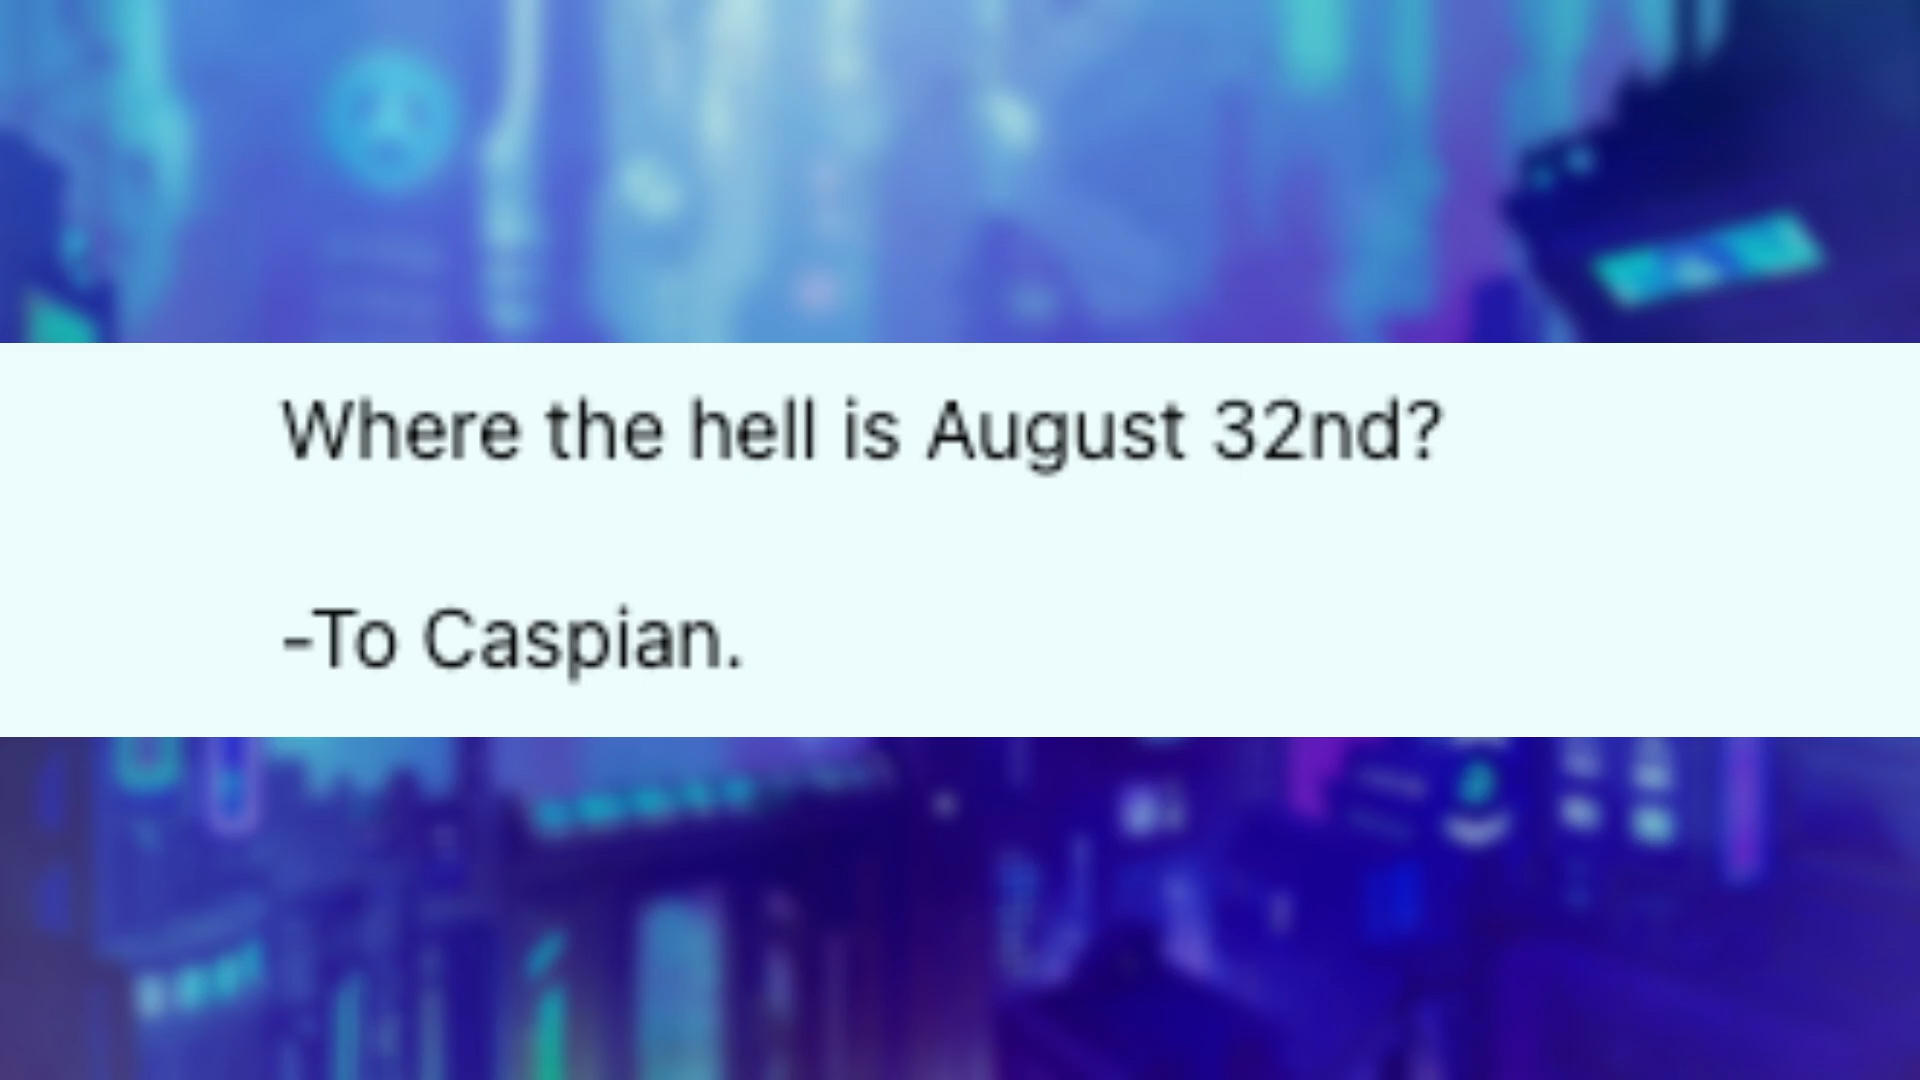 Where the hell is August 32nd?
-To Caspian.